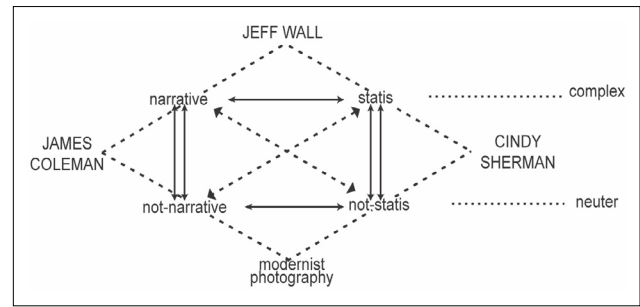 JEFF WALL
narrative
statis
complex
JAMES
COLEMAN
CINDY
SHERMAN
not-narrative
not-statis
neuter
modernist
photography